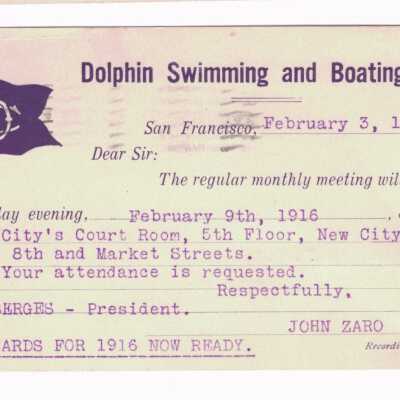 Dolphin Swimming and Boating
San Francisco, February 3, 1
Dear Sir:
The regular monthly meeting wil
day evening, February 9th, 1916
City's Court Room, 5th Floor, New City
8th and Market Streets.
Your attendance is requested.
Respectfully,
BERGES - President.
JOHN ZARO
ARDS FOR 1916 NOW READY. Recordi